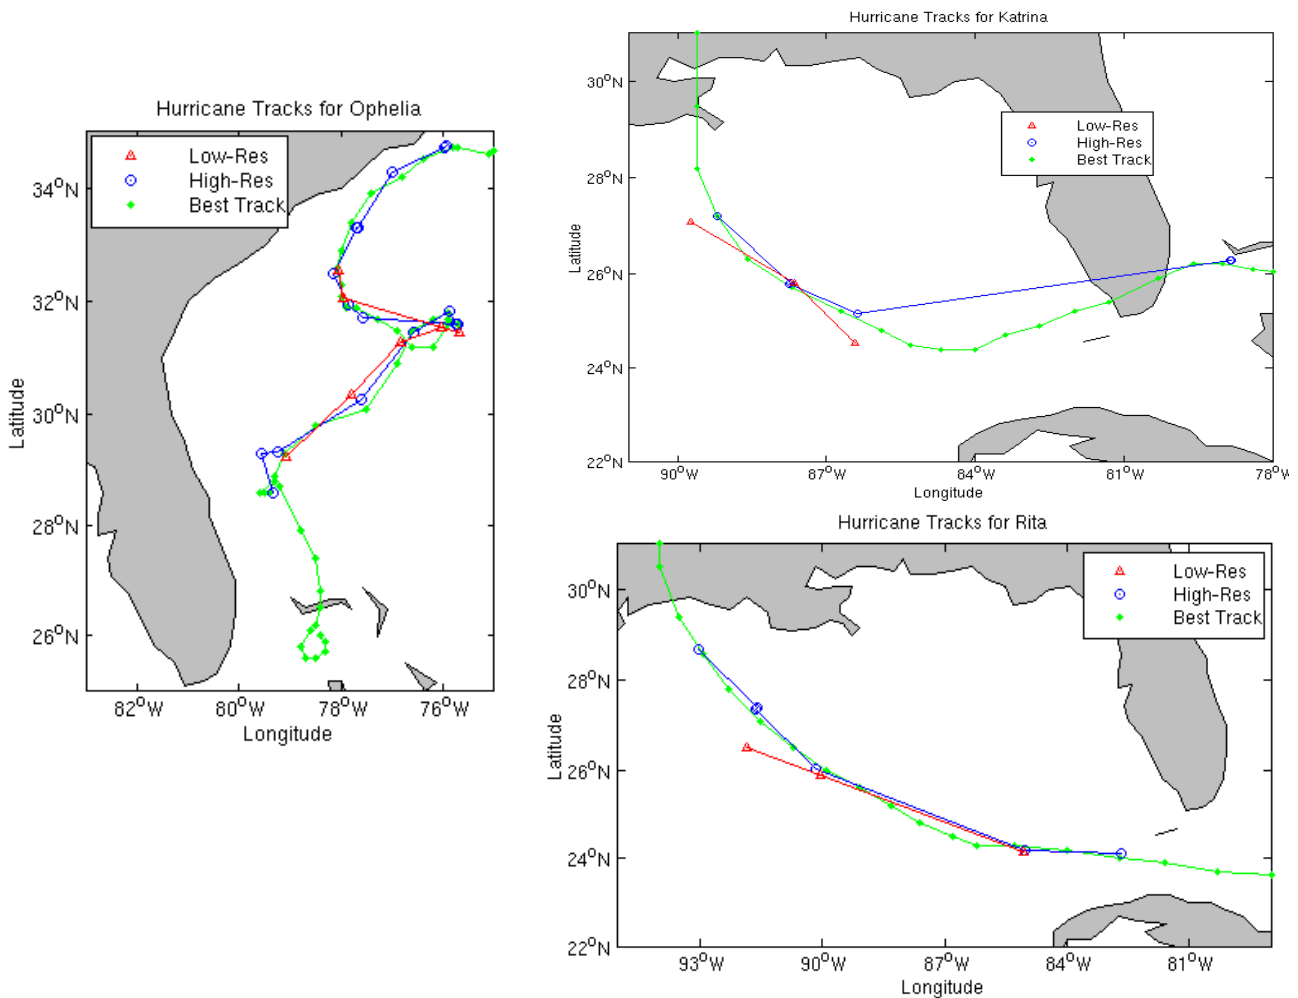 Hurricane Tracks for Ophelia
Low-Res
High-Res
Best Track
34°N
32°N
30°N
28°N
26°N
Latitude
82°W 80°W 78°W 76°W
Longitude
Hurricane Tracks for Katrina
Low-Res
High-Res
Best Track
30°N
28°N
26°N
24°N
22°N
Latitude
90°W 87°W 84°W 81°W 78°W
Longitude
Hurricane Tracks for Rita
Low-Res
High-Res
Best Track
30°N
28°N
26°N
24°N
22°N
Latitude
93°W 90°W 87°W 84°W 81°W
Longitude